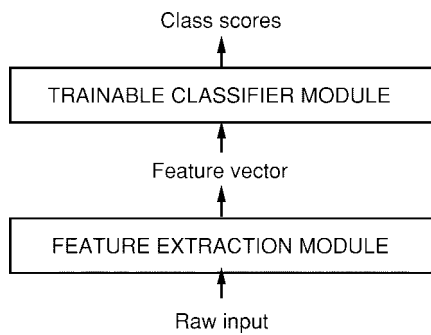 Class scores
TRAINABLE CLASSIFIER MODULE
Feature vector
FEATURE EXTRACTION MODULE
Raw input